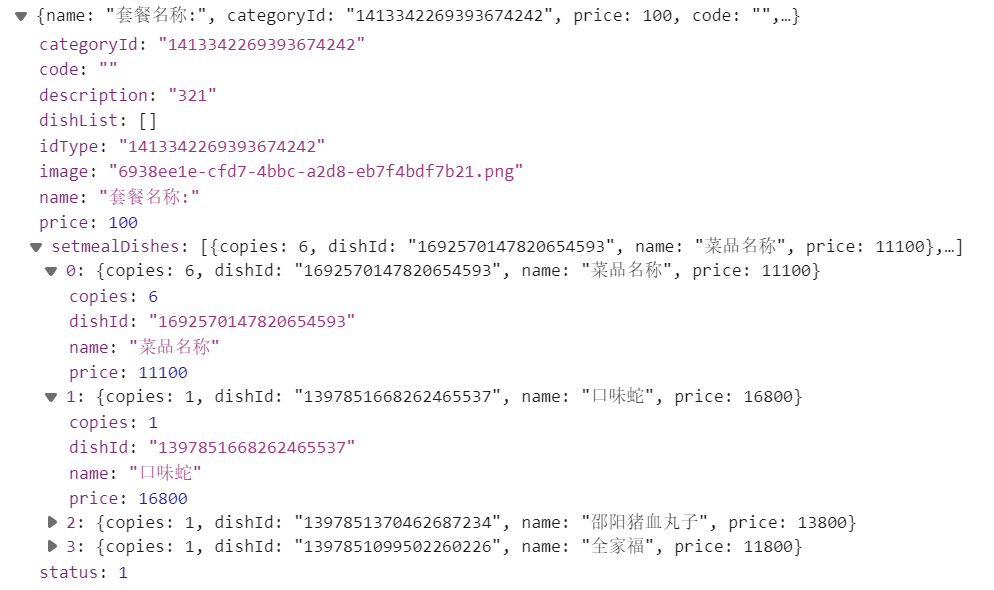 {name: "套餐名称:", categoryId: "1413342269393674242", price: 100, code: "",…}
categoryId: "1413342269393674242"
code: ""
description: "321"
dishList: []
idType: "1413342269393674242"
image: "6938ee1e-cfd7-4bbc-a2d8-eb7f4bdf7b21.png"
name: "套餐名称:"
price: 100
setmealDishes: [{copies: 6, dishId: "1692570147820654593", name: "菜品名称", price: 11100},…]
0: {copies: 6, dishId: "1692570147820654593", name: "菜品名称", price: 11100}
copies: 6
dishId: "1692570147820654593"
name: "菜品名称"
price: 11100
1: {copies: 1, dishId: "1397851668262465537", name: "口味蛇", price: 16800}
copies: 1
dishId: "1397851668262465537"
name: "口味蛇"
price: 16800
2: {copies: 1, dishId: "1397851370462687234", name: "邵阳猪血丸子", price: 13800}
3: {copies: 1, dishId: "1397851099502260226", name: "全家福", price: 11800}
status: 1